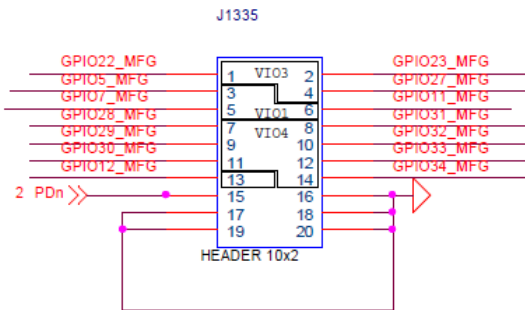 J1335
GPIO22_MFG GPIO23_MFG
1 VIO3 2
GPIO5_MFG GPIO27_MFG
3 4
GPIO7_MFG GPIO11_MFG
5 VIO1 6
GPIO28_MFG GPIO31_MFG
7 VIO4 8
GPIO29_MFG GPIO32_MFG
9 10
GPIO30_MFG GPIO33_MFG
11 12
GPIO12_MFG GPIO34_MFG
13 14
2 PDn 15 16
17 18
19 20
HEADER 10x2